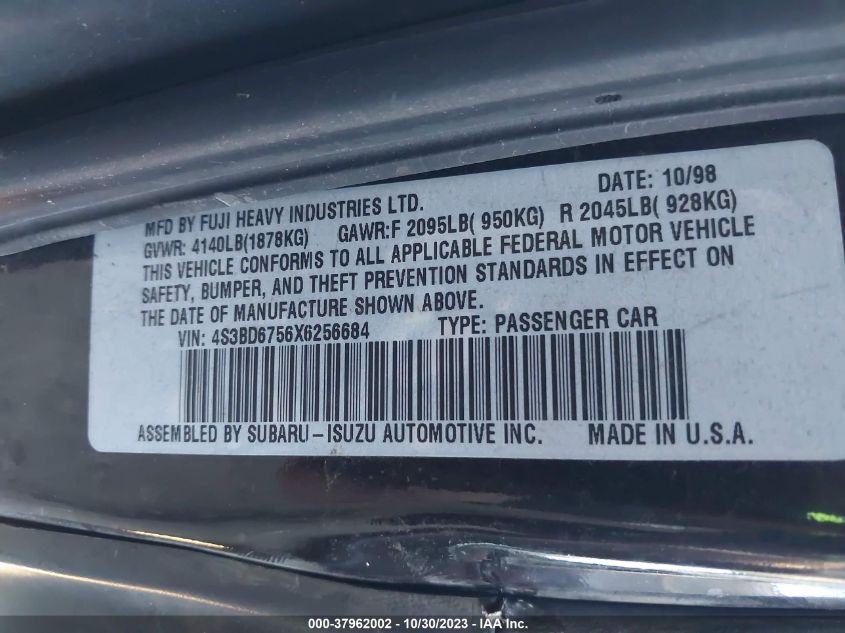 DATE: 10/98
MFD BY FUJI HEAVY INDUSTRIES LTD.
GVWR: 4140LB(1878KG) GAWR:F 2095LB( 950KG) R 2045LB( 928KG)
THIS VEHICLE CONFORMS TO ALL APPLICABLE FEDERAL MOTOR VEHICLE
SAFETY, BUMPER, AND THEFT PREVENTION STANDARDS IN EFFECT ON
THE DATE OF MANUFACTURE SHOWN ABOVE.
VIN: 4S3BD6756X6256684 TYPE: PASSENGER CAR
ASSEMBLED BY SUBARU-ISUZU AUTOMOTIVE INC. MADE IN U.S.A.
000-37962002 - 10/30/2023 - IAA Inc.